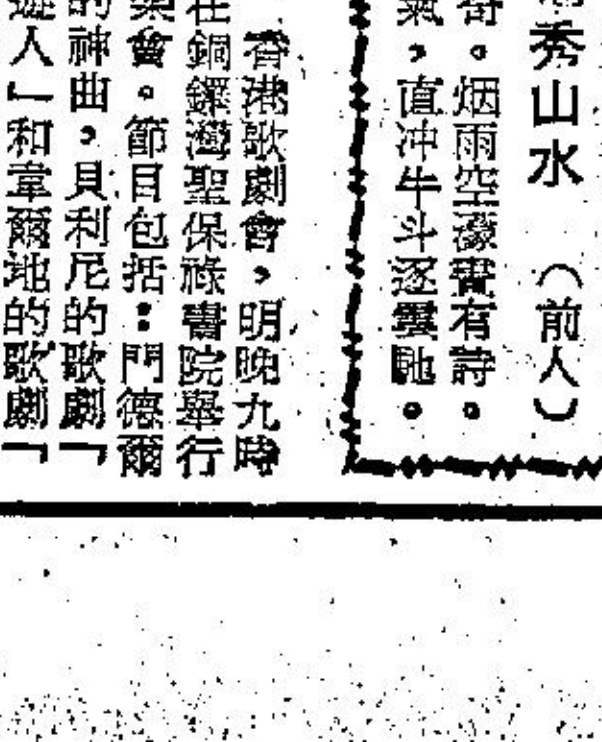 秀山水　（前人）
奇。烟雨空濛書有詩。
氣，直冲牛斗逐雲馳。
香港歌劇會，明晚九時
在銅鑼灣聖保祿書院舉行
樂會。節目包括：門德爾
的神曲，貝利尼的歌劇「
遊人」和韋爾地的歌劇「